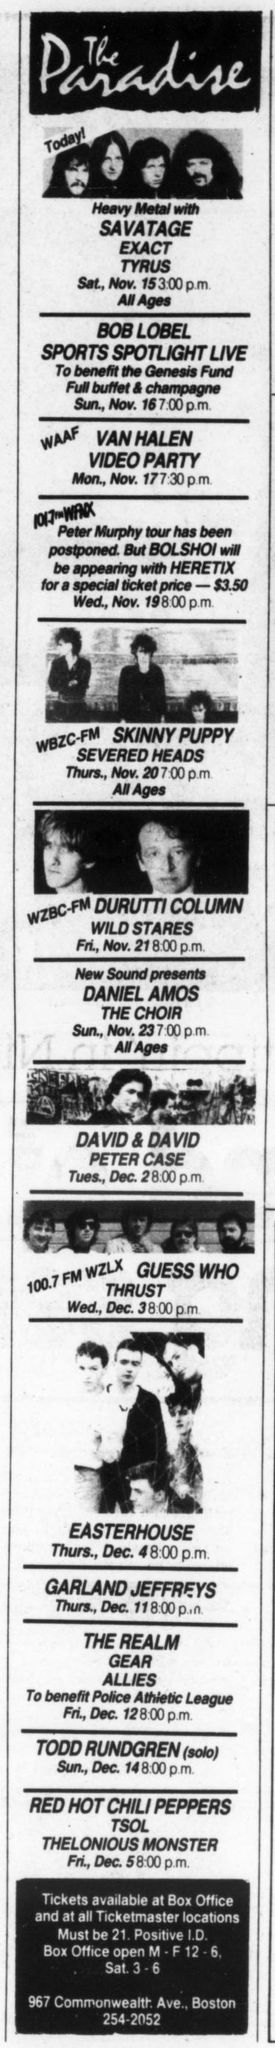 The
Paradise
Today!
Heavy Metal with
SAVATAGE
EXACT
TYRUS
Sat., Nov. 15 3:00 p.m.
All Ages
BOB LOBEL
SPORTS SPOTLIGHT LIVE
To benefit the Genesis Fund
Full buffet & champagne
Sun., Nov. 16 7:00 p.m.
WAAF VAN HALEN
VIDEO PARTY
Mon., Nov. 17 7:30 p.m.
101.7 FM WFNX
Peter Murphy tour has been
postponed. But BOLSHOI will
be appearing with HERETIX
for a special ticket price — $3.50
Wed., Nov. 19 8:00 p.m.
WBZC-FM SKINNY PUPPY
SEVERED HEADS
Thurs., Nov. 20 7:00 p.m.
All Ages
WZBC-FM DURUTTI COLUMN
WILD STARES
Fri., Nov. 21 8:00 p.m.
New Sound presents
DANIEL AMOS
THE CHOIR
Sun., Nov. 23 7:00 p.m.
All Ages
DAVID & DAVID
PETER CASE
Tues., Dec. 2 8:00 p.m.
100.7 FM WZLX GUESS WHO
THRUST
Wed., Dec. 3 8:00 p.m.
EASTERHOUSE
Thurs., Dec. 4 8:00 p.m.
GARLAND JEFFREYS
Thurs., Dec. 11 8:00 p.m.
THE REALM
GEAR
ALLIES
To benefit Police Athletic League
Fri., Dec. 12 8:00 p.m.
TODD RUNDGREN (solo)
Sun., Dec. 14 8:00 p.m.
RED HOT CHILI PEPPERS
TSOL
THELONIOUS MONSTER
Fri., Dec. 5 8:00 p.m.
Tickets available at Box Office
and at all Ticketmaster locations
Must be 21. Positive I.D.
Box Office open M - F 12 - 6,
Sat. 3 - 6
967 Commonwealth Ave., Boston
254-2052